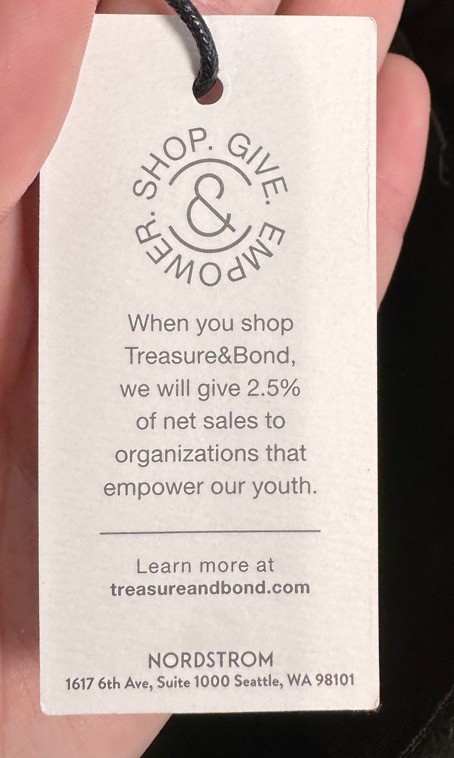 SHOP. GIVE. EMPOWER.
&
When you shop
Treasure&Bond,
we will give 2.5%
of net sales to
organizations that
empower our youth.
Learn more at
treasureandbond.com
NORDSTROM
1617 6th Ave, Suite 1000 Seattle, WA 98101